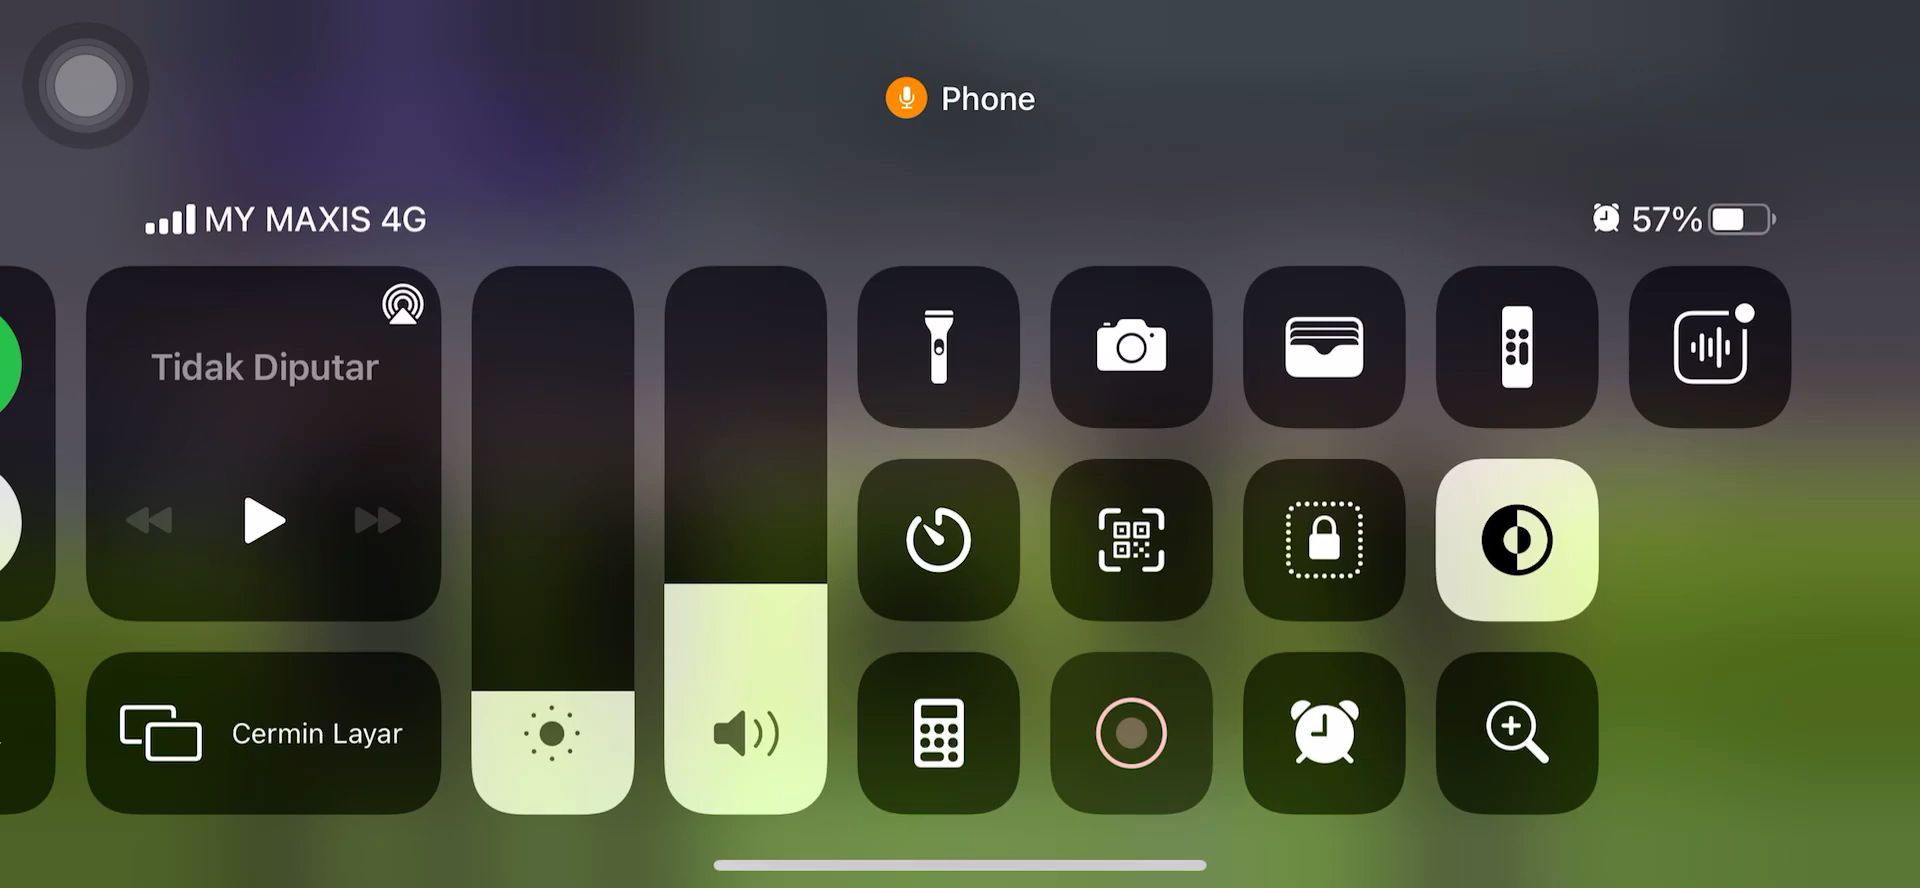 Phone
MY MAXIS 4G
57%
Tidak Diputar
Cermin Layar